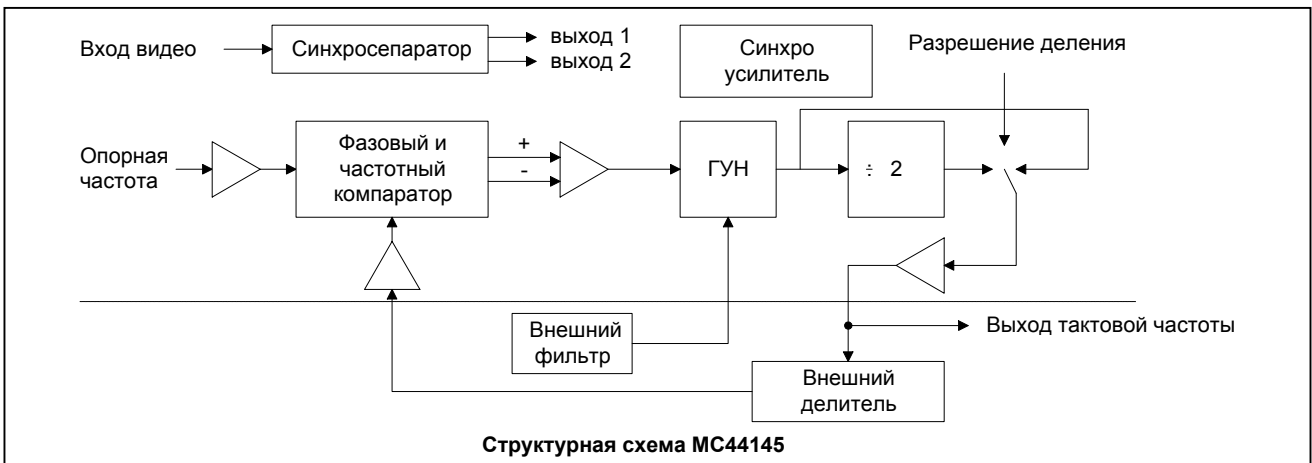 Вход видео
Синхросепаратор
выход 1
выход 2
Синхро
усилитель
Разрешение деления
Опорная
частота
Фазовый и
частотный
компаратор
+
-
ГУН
÷ 2
Внешний
фильтр
Выход тактовой частоты
Внешний
делитель
Структурная схема MC44145